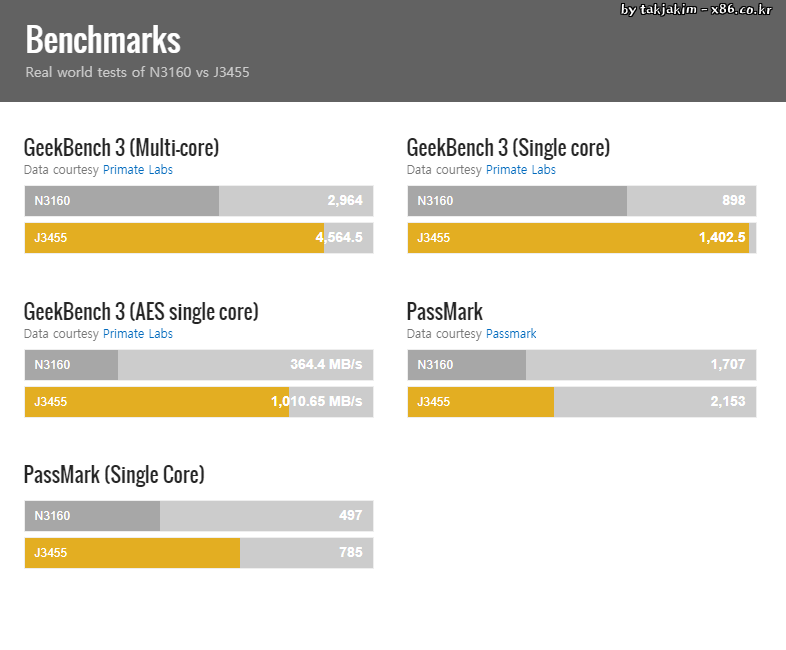 by takjakim - x86.co.kr
Benchmarks
Real world tests of N3160 vs J3455
GeekBench 3 (Multi-core)
Data courtesy Primate Labs
N3160 2,964
J3455 4,564.5
GeekBench 3 (Single core)
Data courtesy Primate Labs
N3160 898
J3455 1,402.5
GeekBench 3 (AES single core)
Data courtesy Primate Labs
N3160 364.4 MB/s
J3455 1,010.65 MB/s
PassMark
Data courtesy Passmark
N3160 1,707
J3455 2,153
PassMark (Single Core)
N3160 497
J3455 785